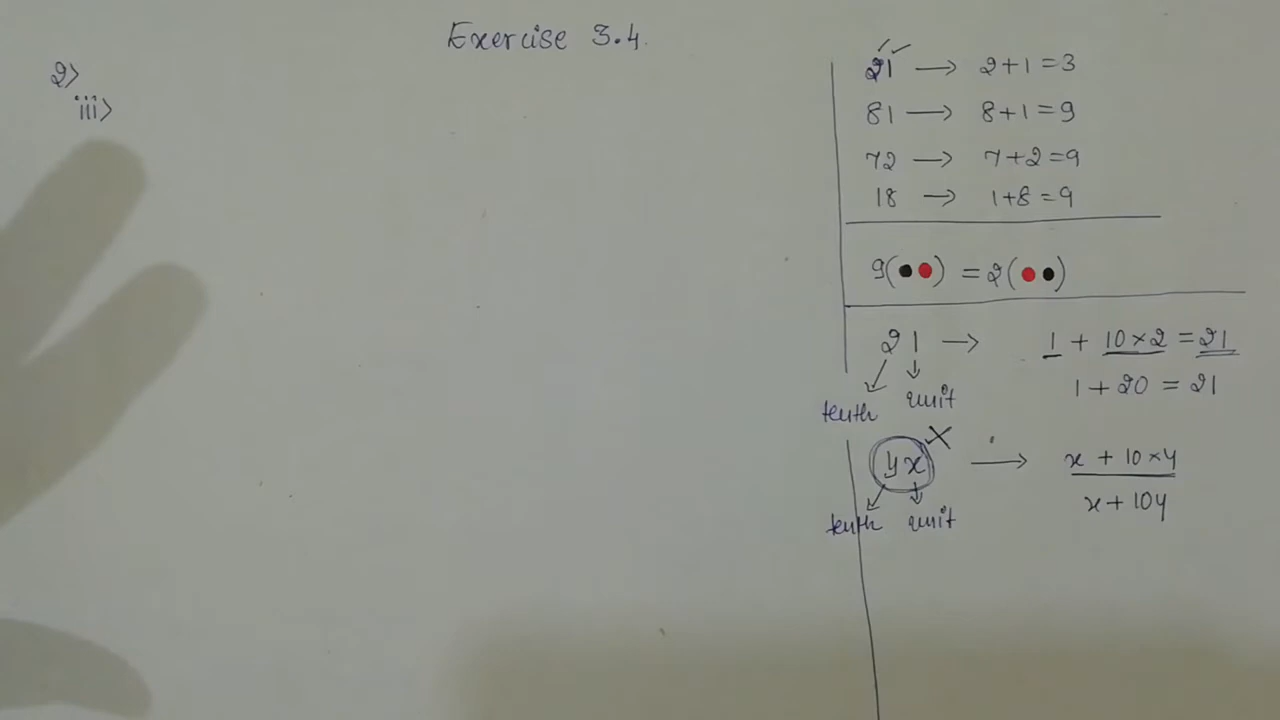 Exercise 3.4.
2>
iii>
21 → 2+1=3
81 → 8+1=9
72 → 7+2=9
18 → 1+8=9
9(●●) = 2(●●)
21 → 1 + 10×2 = 21
1 + 20 = 21
tenth unit
yx → x + 10×y
x + 10y
tenth unit